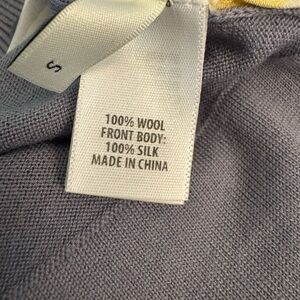 S
100% WOOL
FRONT BODY:
100% SILK
MADE IN CHINA